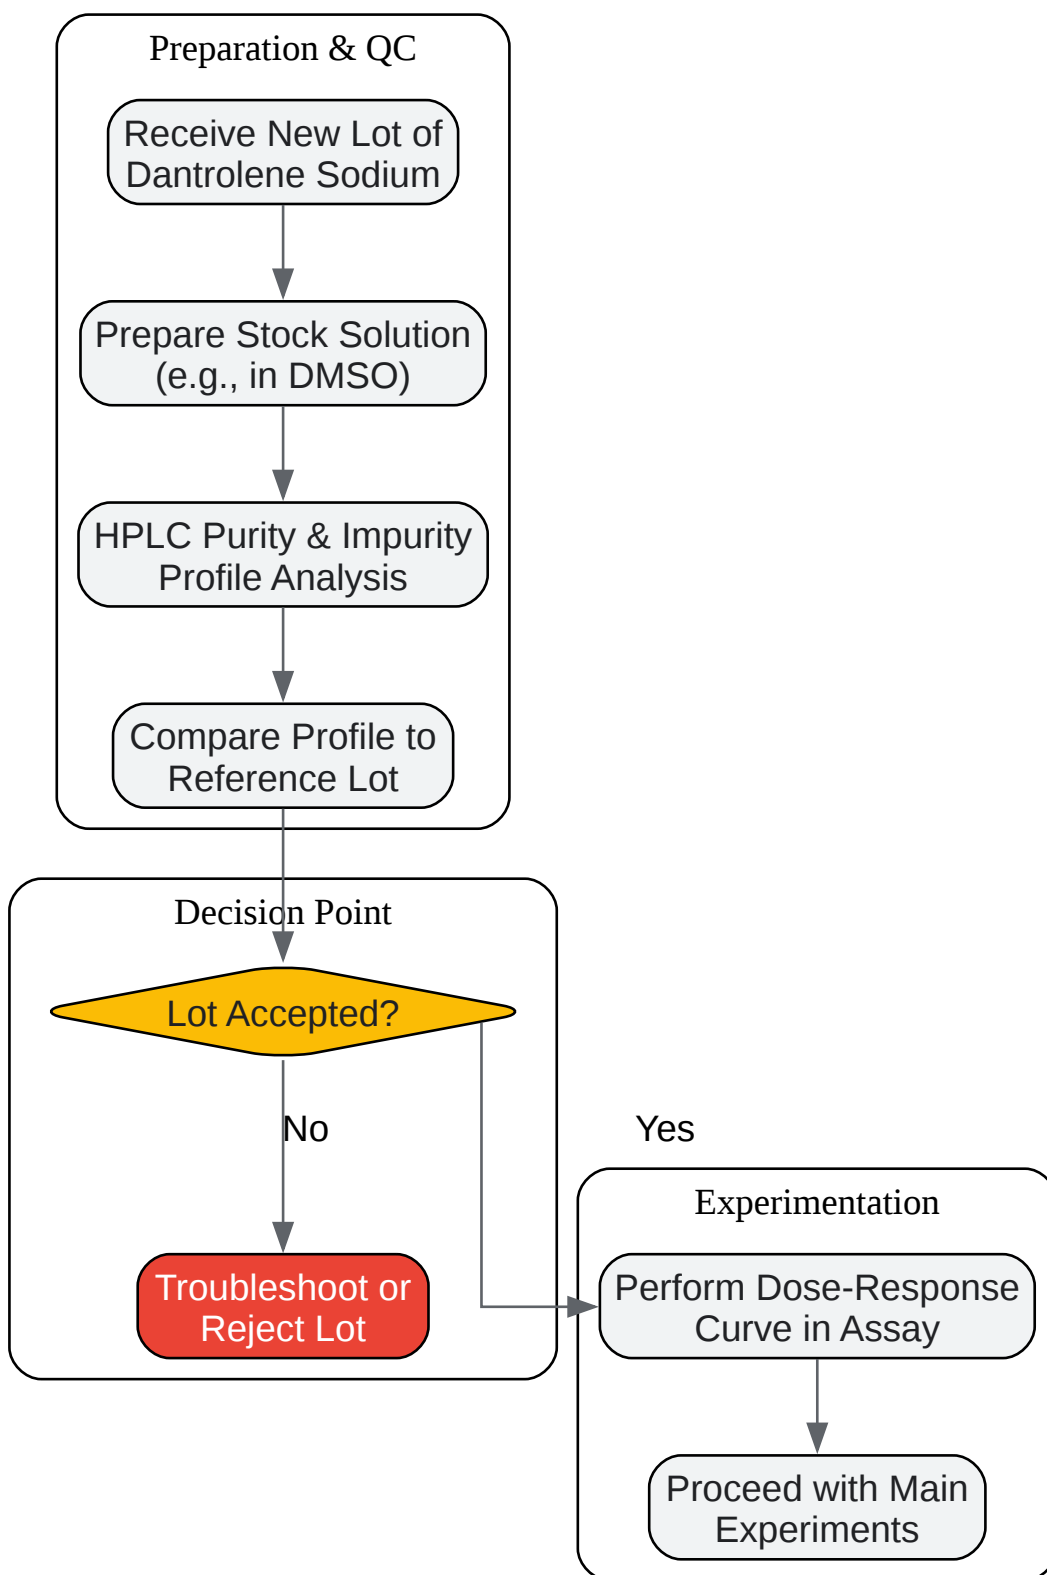 Preparation & QC
Receive New Lot of
Dantrolene Sodium
Prepare Stock Solution
(e.g., in DMSO)
HPLC Purity & Impurity
Profile Analysis
Compare Profile to
Reference Lot
Decision Point
Lot Accepted?
No
Yes
Troubleshoot or
Reject Lot
Experimentation
Perform Dose-Response
Curve in Assay
Proceed with Main
Experiments